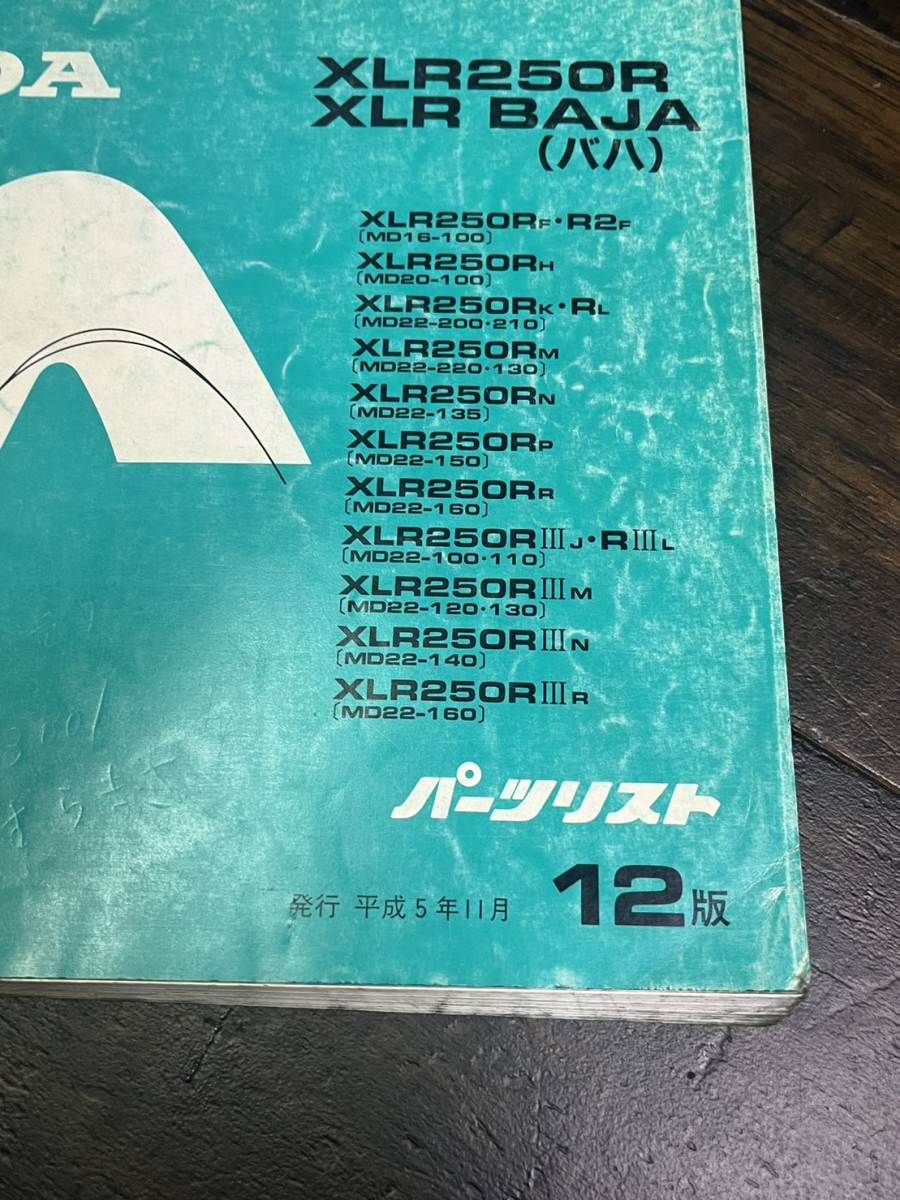 DA
XLR250R
XLR BAJA
(バハ)
XLR250RF・R2F
(MD16-100)
XLR250RH
(MD20-100)
XLR250RK・RL
(MD22-200・210)
XLR250RM
(MD22-220・130)
XLR250RN
(MD22-135)
XLR250RP
(MD22-150)
XLR250RR
(MD22-160)
XLR250RⅢJ・RⅢL
(MD22-100・110)
XLR250RⅢM
(MD22-120・130)
XLR250RⅢN
(MD22-140)
XLR250RⅢR
(MD22-160)
パーツリスト
発行 平成5年11月 12版